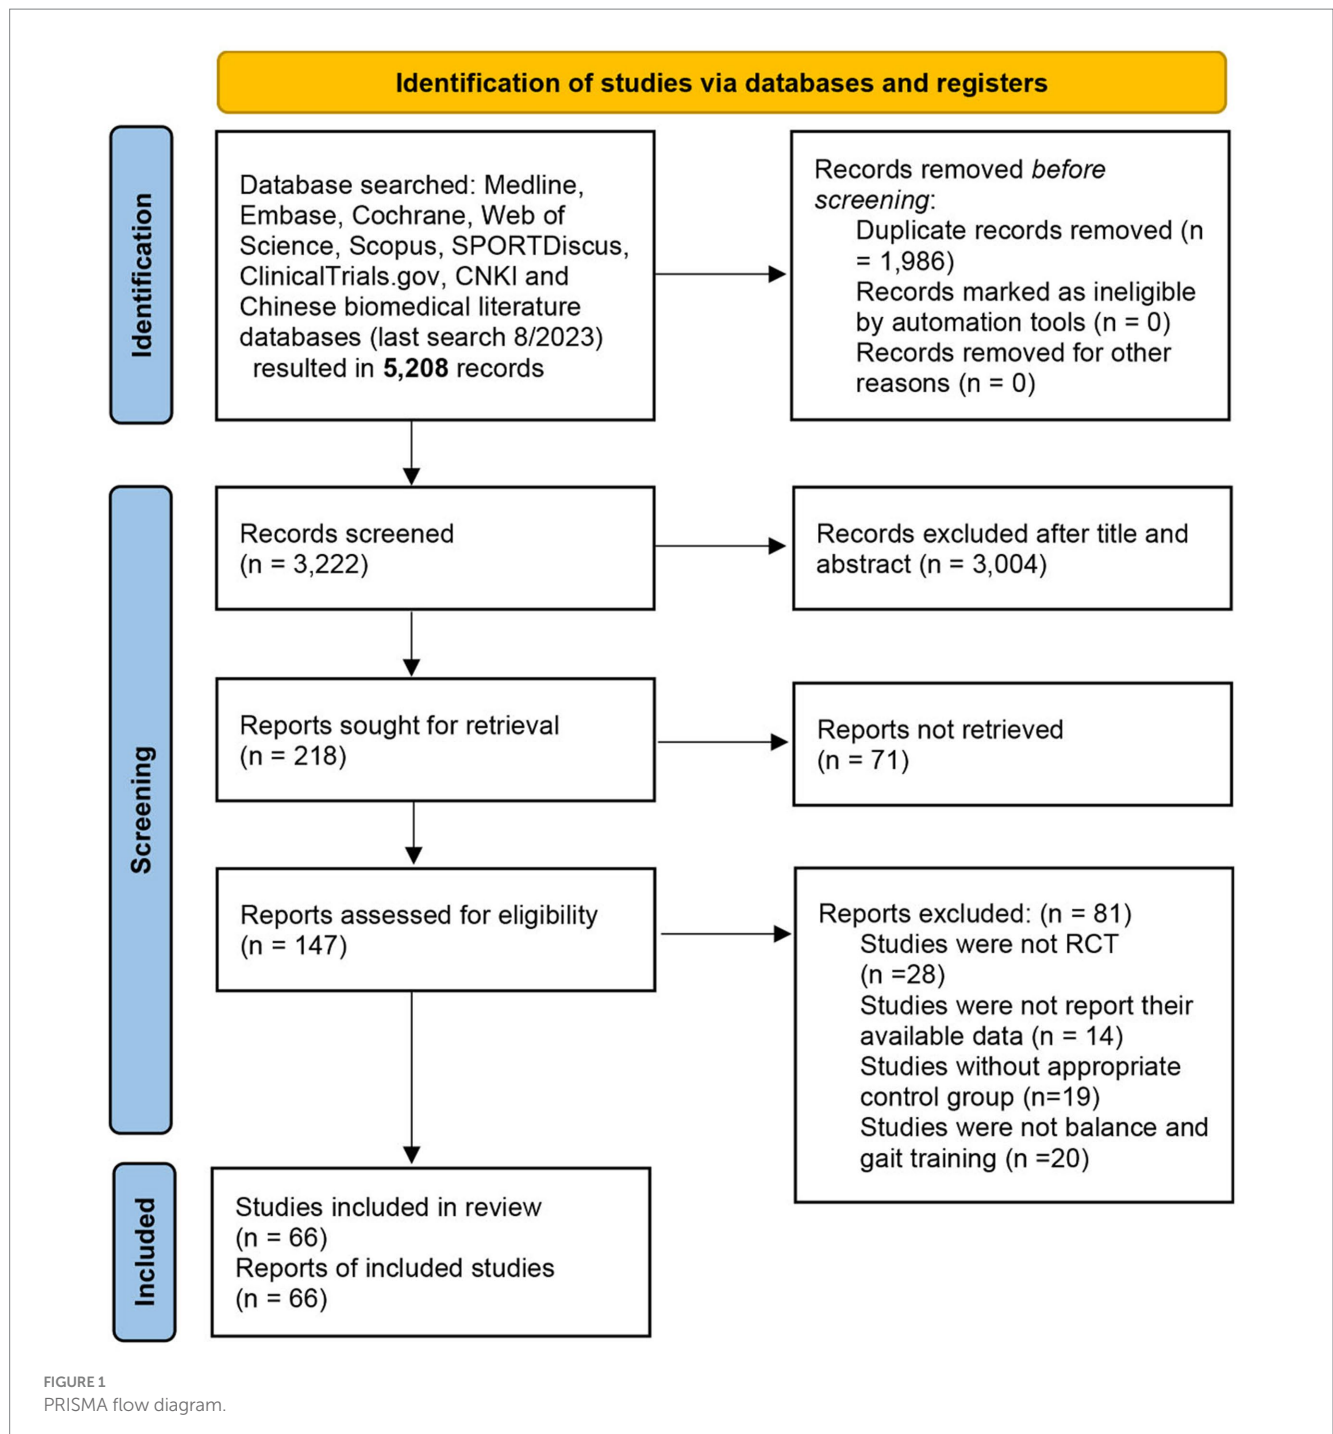 Identification of studies via databases and registers
Identification
Database searched: Medline,
Embase, Cochrane, Web of
Science, Scopus, SPORTDiscus,
ClinicalTrials.gov, CNKI and
Chinese biomedical literature
databases (last search 8/2023)
resulted in 5,208 records
Records removed before
screening:
Duplicate records removed (n
= 1,986)
Records marked as ineligible
by automation tools (n = 0)
Records removed for other
reasons (n = 0)
Screening
Records screened
(n = 3,222)
Records excluded after title and
abstract (n = 3,004)
Reports sought for retrieval
(n = 218)
Reports not retrieved
(n = 71)
Reports assessed for eligibility
(n = 147)
Reports excluded: (n = 81)
Studies were not RCT
(n =28)
Studies were not report their
available data (n = 14)
Studies without appropriate
control group (n=19)
Studies were not balance and
gait training (n =20)
Included
Studies included in review
(n = 66)
Reports of included studies
(n = 66)
FIGURE 1
PRISMA flow diagram.